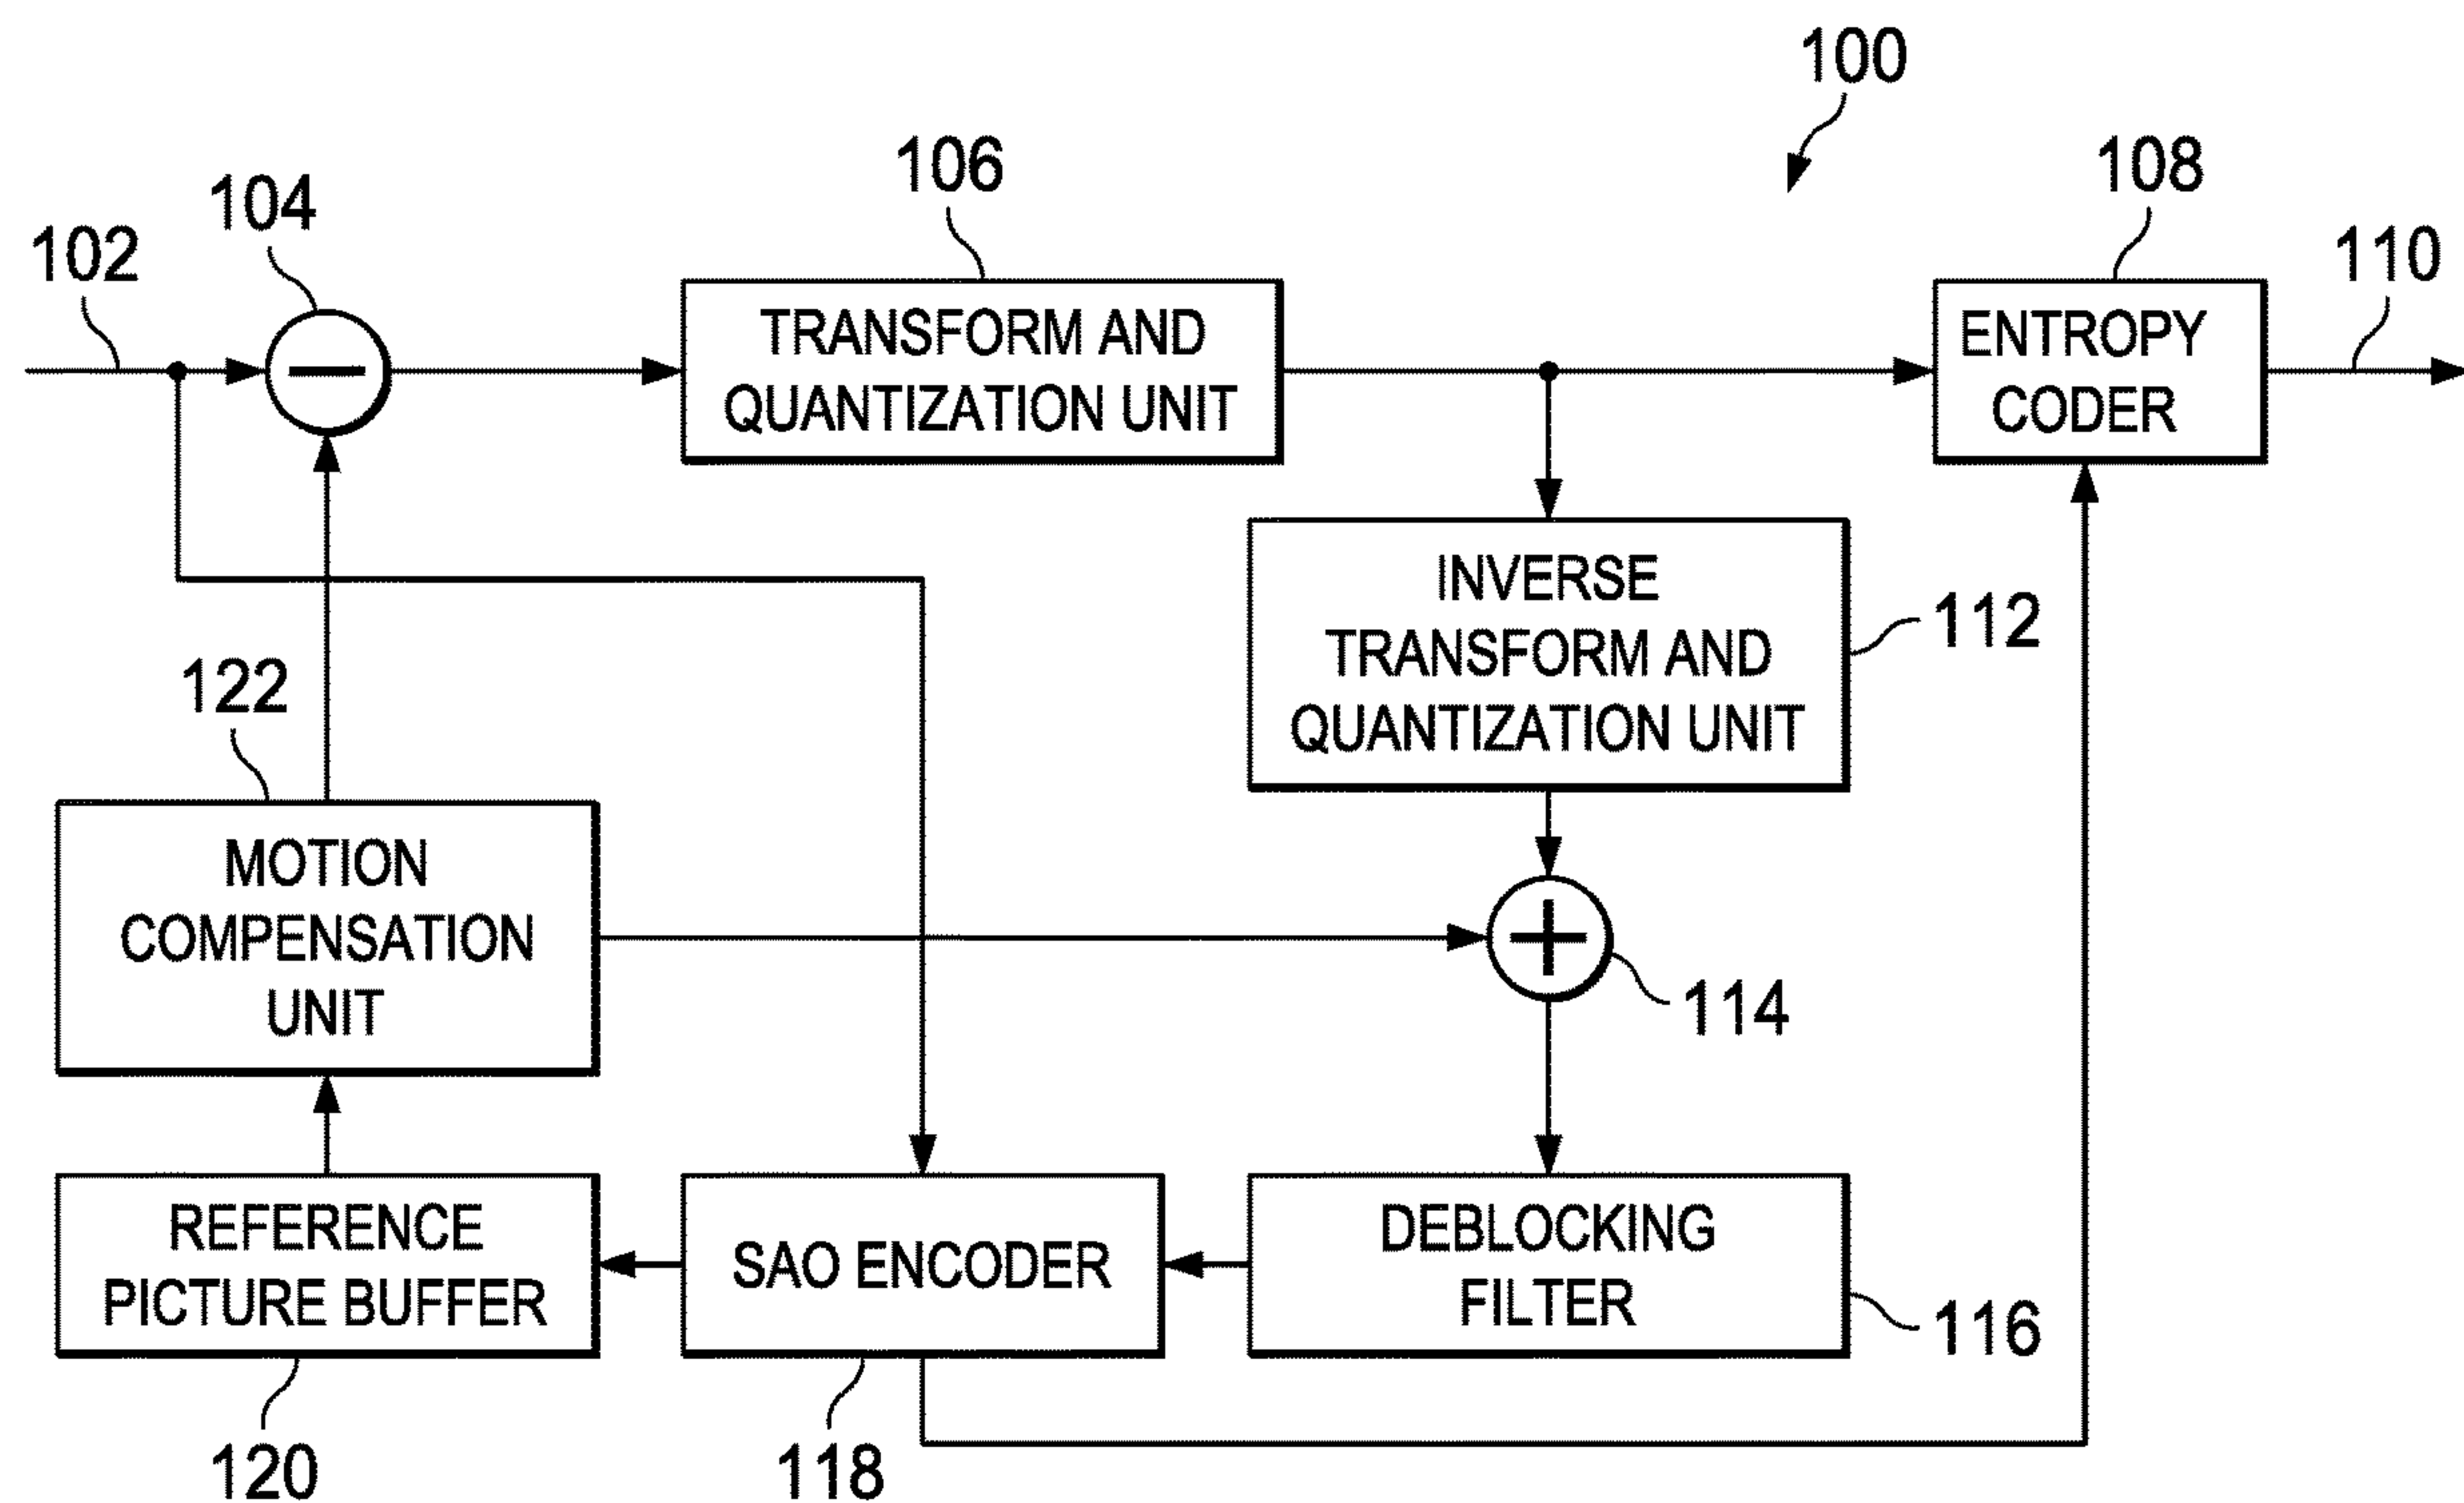 100
106
108
104
102
110
TRANSFORM AND
QUANTIZATION UNIT
ENTROPY
CODER
INVERSE
TRANSFORM AND
QUANTIZATION UNIT
112
122
MOTION
COMPENSATION
UNIT
114
REFERENCE
PICTURE BUFFER
SAO ENCODER
DEBLOCKING
FILTER
116
120
118